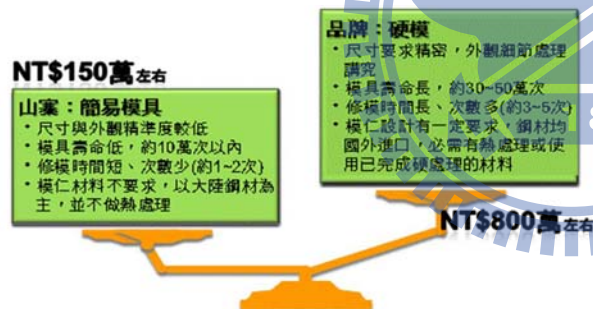 NT$150萬左右
山寨：簡易模具
• 尺寸與外觀精準度較低
• 模具壽命低，約10萬次以內
• 修模時間短、次數少(約1~2次)
• 模仁材料不要求，以大陸鋼材為
主，並不做熱處理
品牌：硬模
• 尺寸要求精密，外觀細節處理
講究
• 模具壽命長，約30~50萬次
• 修模時間長、次數多(約3~5次)
• 模仁設計有一定要求、鋼材均
國外進口，必需有熱處理或使
用已完成硬處理的材料
NT$800萬左右